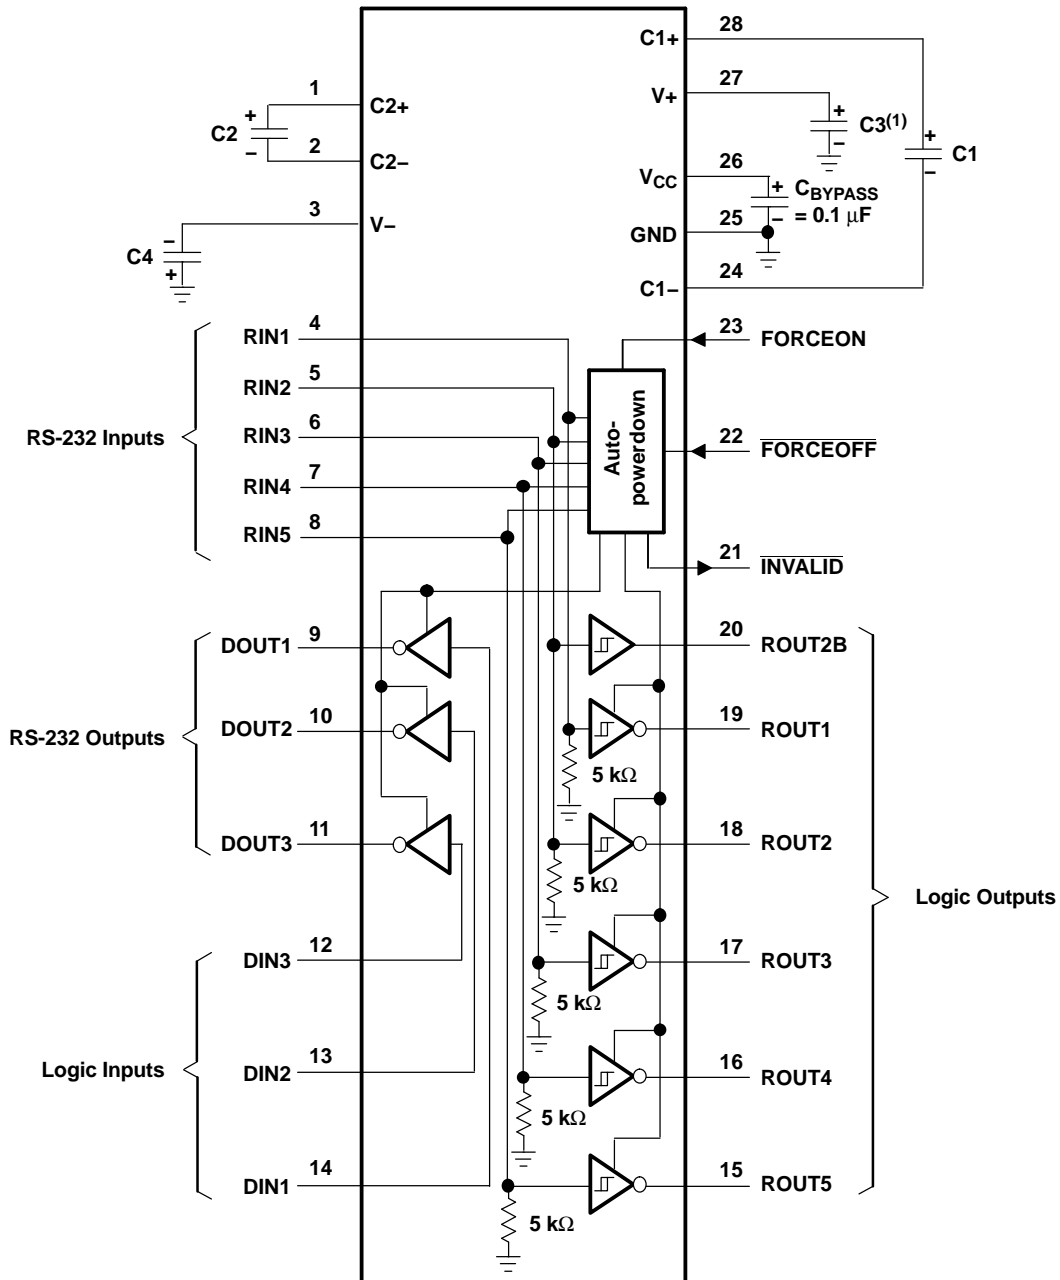 28
C1+
27
V+
C3(1)
+
−
C1
+
−
1
C2+
+
C2
−
2
C2−
26
VCC
+
CBYPASS
= 0.1 μF
−
25
GND
3
V−
−
C4
+
24
C1−
RS-232 Inputs
RIN1
4
RIN2
5
RIN3
6
RIN4
7
RIN5
8
Auto-
powerdown
23
FORCEON
22
FORCEOFF
21
INVALID
RS-232 Outputs
DOUT1
9
DOUT2
10
DOUT3
11
20
ROUT2B
19
ROUT1
5 kΩ
18
ROUT2
5 kΩ
Logic Outputs
17
ROUT3
5 kΩ
16
ROUT4
5 kΩ
15
ROUT5
5 kΩ
Logic Inputs
DIN3
12
DIN2
13
DIN1
14